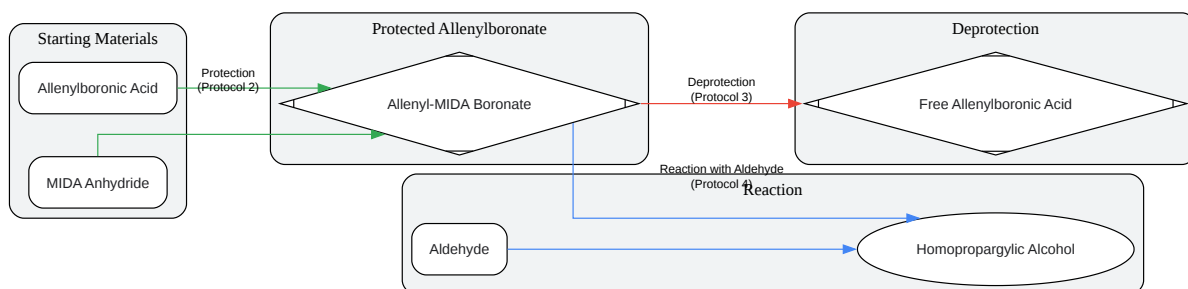 Starting Materials
Allenylboronic Acid
MIDA Anhydride
Protection
(Protocol 2)
Protected Allenylboronate
Allenyl-MIDA Boronate
Deprotection
(Protocol 3)
Deprotection
Free Allenylboronic Acid
Reaction with Aldehyde
(Protocol 4)
Reaction
Aldehyde
Homopropargylic Alcohol